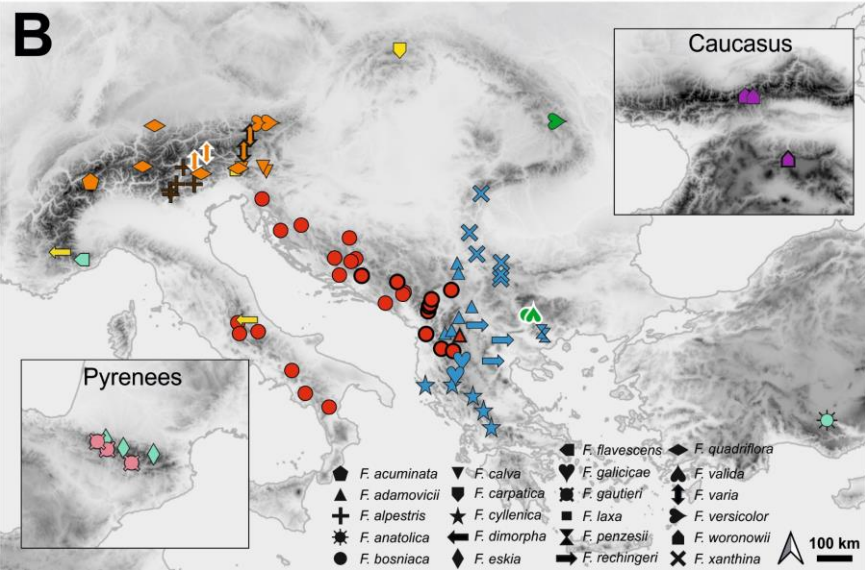 B
Caucasus
Pyrenees
F. acuminata
F. adamovicii
F. alpestris
F. anatolica
F. bosniaca
F. calva
F. carpatica
F. cyllenica
F. dimorpha
F. eskia
F. flavescens
F. galicicae
F. gautieri
F. laxa
F. penzesii
F. rechingeri
F. quadriflora
F. valida
F. varia
F. versicolor
F. woronowii
F. xanthina
100 km